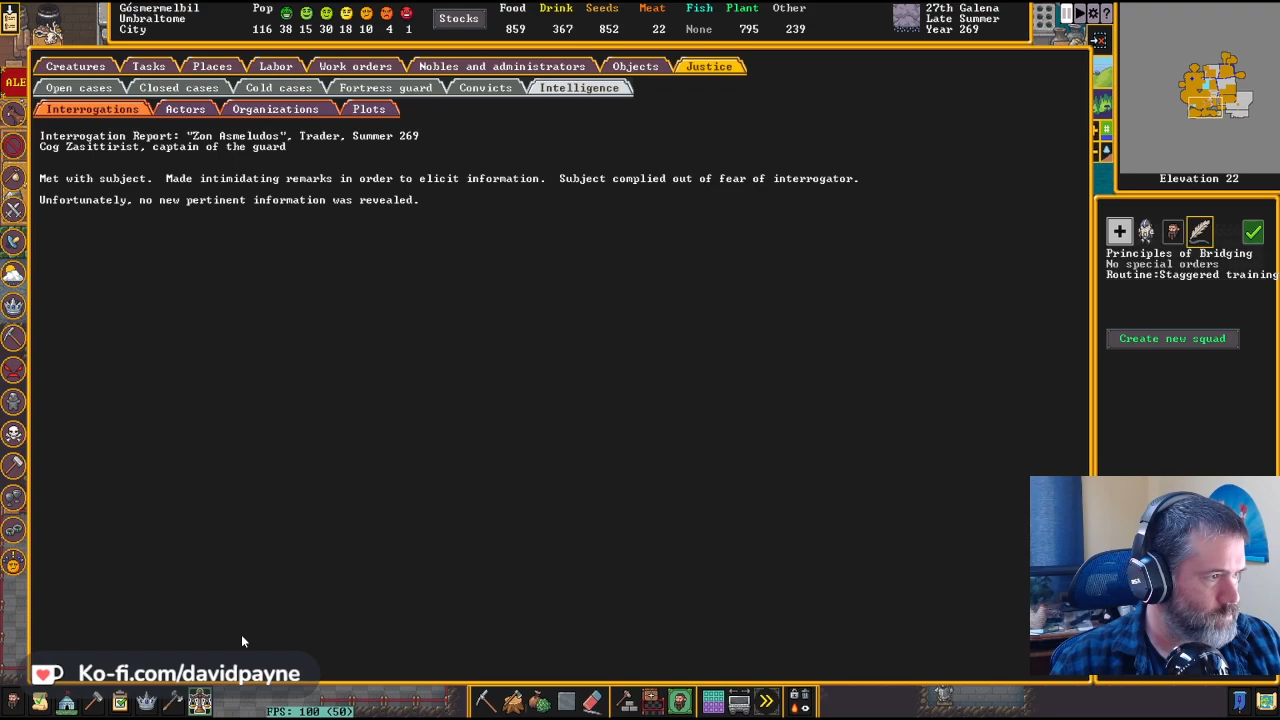 Gósmermelbil
Umbraltome
City
Pop
116 38 15 30 18 10 4 1
Stocks
Food Drink Seeds Meat Fish Plant Other
859 367 852 22 None 795 239
27th Galena
Late Summer
Year 269
?
ALE
Creatures Tasks Places Labor Work orders Nobles and administrators Objects Justice
Open cases Closed cases Cold cases Fortress guard Convicts Intelligence
Interrogations Actors Organizations Plots
Interrogation Report: "Zon Asmeludos", Trader, Summer 269
Cog Zasittirist, captain of the guard
Met with subject. Made intimidating remarks in order to elicit information. Subject complied out of fear of interrogator.
Unfortunately, no new pertinent information was revealed.
Elevation 22
Principles of Bridging
No special orders
Routine:Staggered training
Create new squad
Ko-fi.com/davidpayne
FPS: 100 (50)